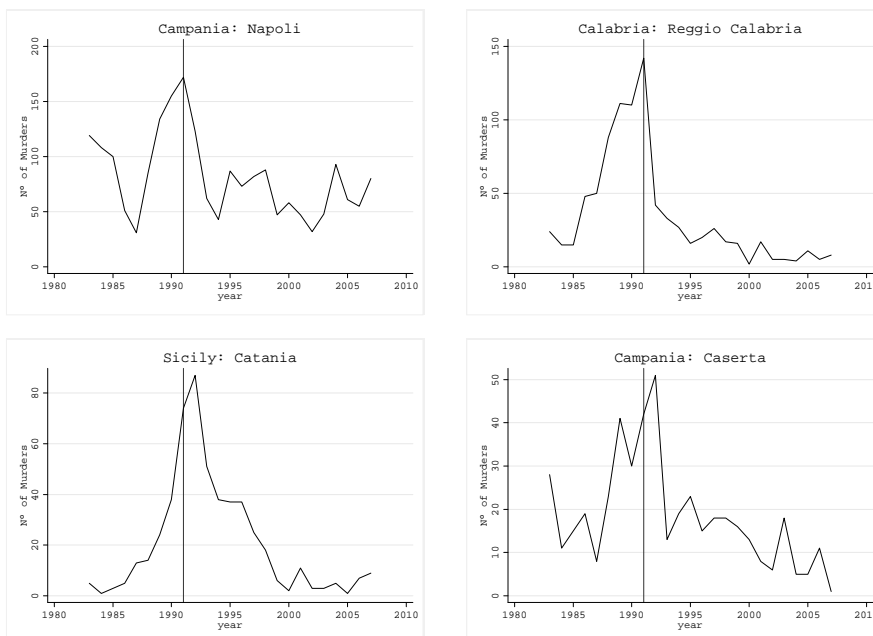 Campania: Napoli
Nº of Murders
200
150
100
50
0
1980 1985 1990 1995 2000 2005 2010
year
Calabria: Reggio Calabria
Nº of Murders
150
100
50
0
1980 1985 1990 1995 2000 2005 201
year
Sicily: Catania
Nº of Murders
80
60
40
20
0
1980 1985 1990 1995 2000 2005 2010
year
Campania: Caserta
Nº of Murders
50
40
30
20
10
0
1980 1985 1990 1995 2000 2005 201
year